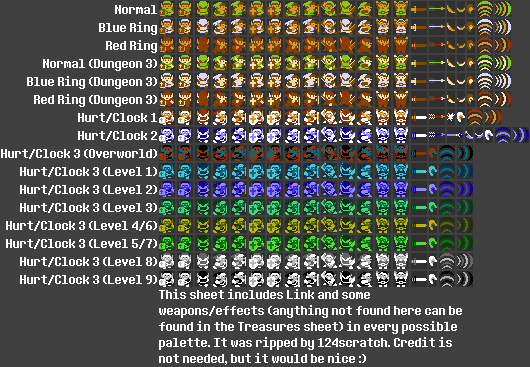 Normal
Blue Ring
Red Ring
Normal (Dungeon 3)
Blue Ring (Dungeon 3)
Red Ring (Dungeon 3)
Hurt/Clock 1
Hurt/Clock 2
Hurt/Clock 3 (Overworld)
Hurt/Clock 3 (Level 1)
Hurt/Clock 3 (Level 2)
Hurt/Clock 3 (Level 3)
Hurt/Clock 3 (Level 4/6)
Hurt/Clock 3 (Level 5/7)
Hurt/Clock 3 (Level 8)
Hurt/Clock 3 (Level 9)
This sheet includes Link and some
weapons/effects (anything not found here can be
found in the Treasures sheet) in every possible
palette. It was ripped by 124scratch. Credit is
not needed, but it would be nice :)